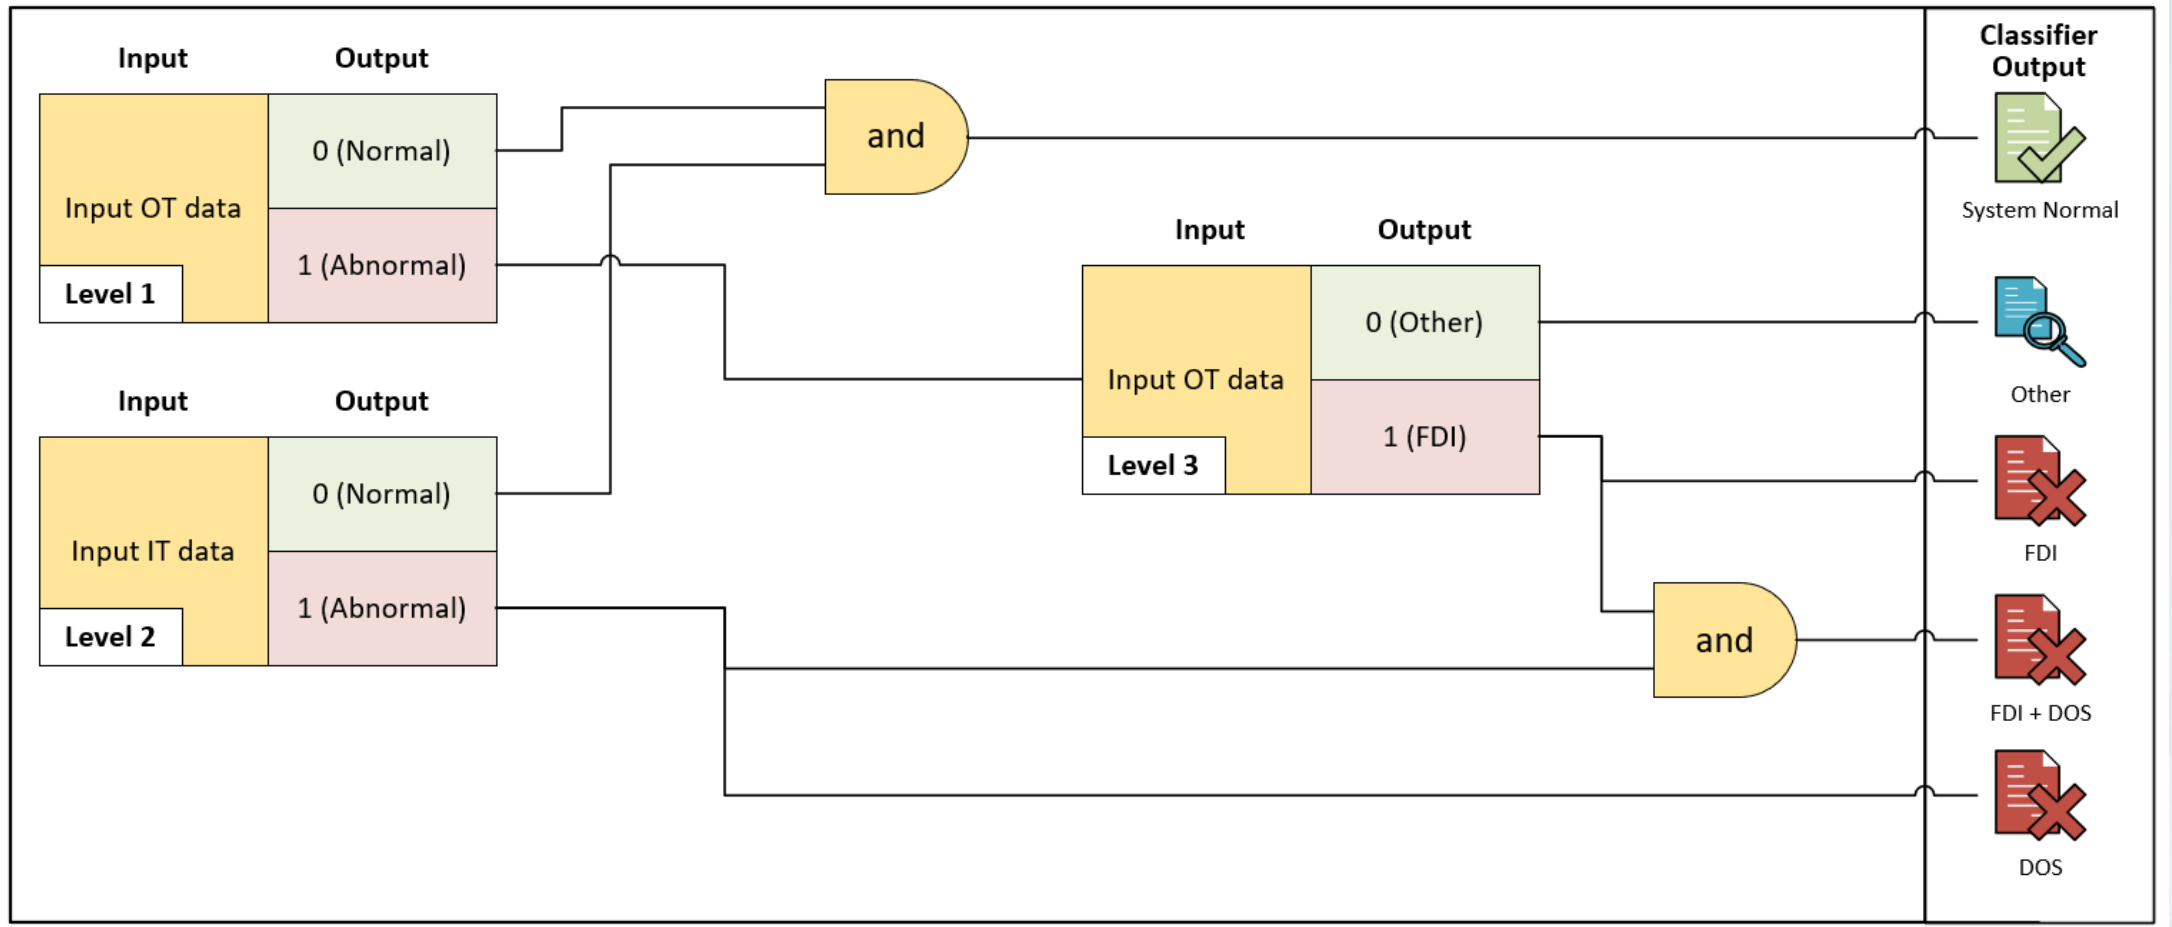 Input
Output
Input OT data
0 (Normal)
1 (Abnormal)
Level 1
Input
Output
Input IT data
0 (Normal)
1 (Abnormal)
Level 2
and
Input
Output
Input OT data
0 (Other)
1 (FDI)
Level 3
and
Classifier
Output
System Normal
Other
FDI
FDI + DOS
DOS